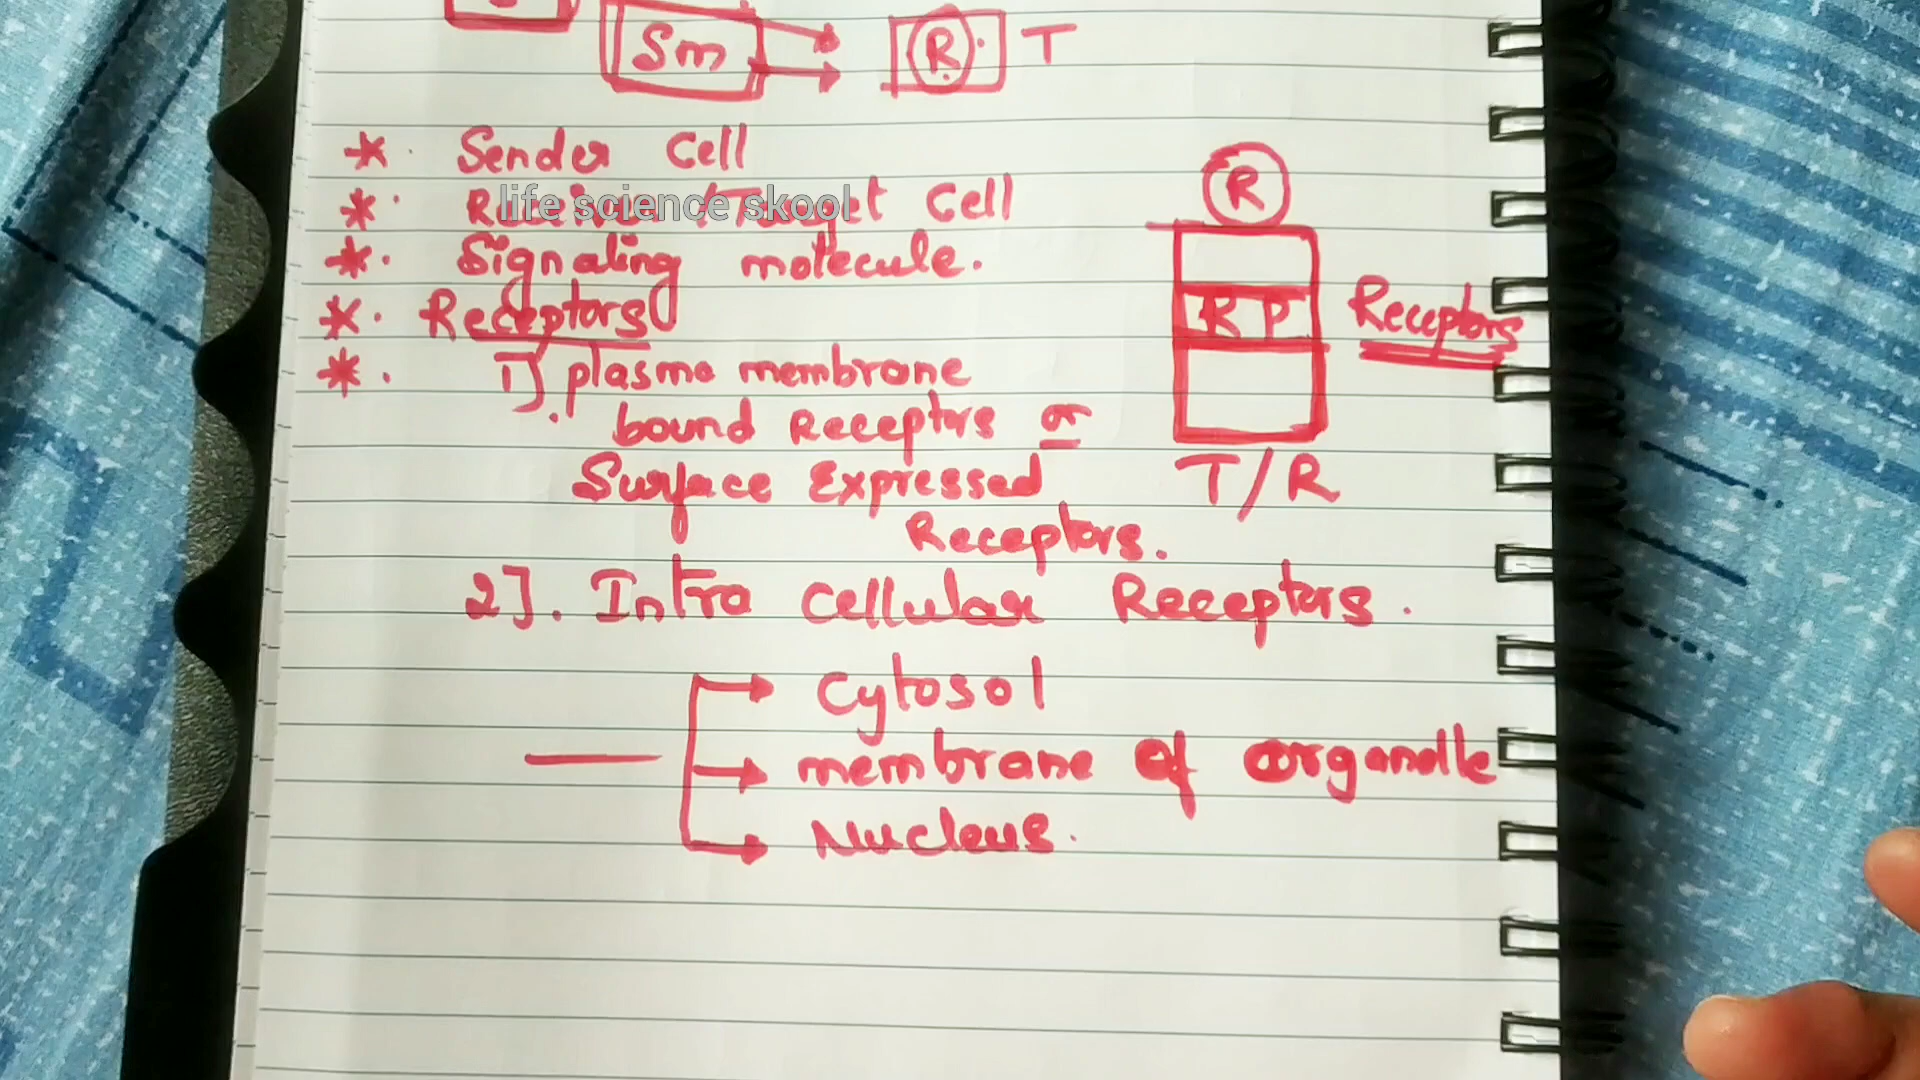 Sm
R
T
* Sender Cell
life science skool
* Target Cell
* Signaling molecule.
* Receptors
* 1] plasma membrane
bound Receptors or
Surface Expressed
Receptors.
R
R P
Receptors
T/R
2]. Intra Cellular Receptors.
Cytosol
membrane of organelle
Nucleus.